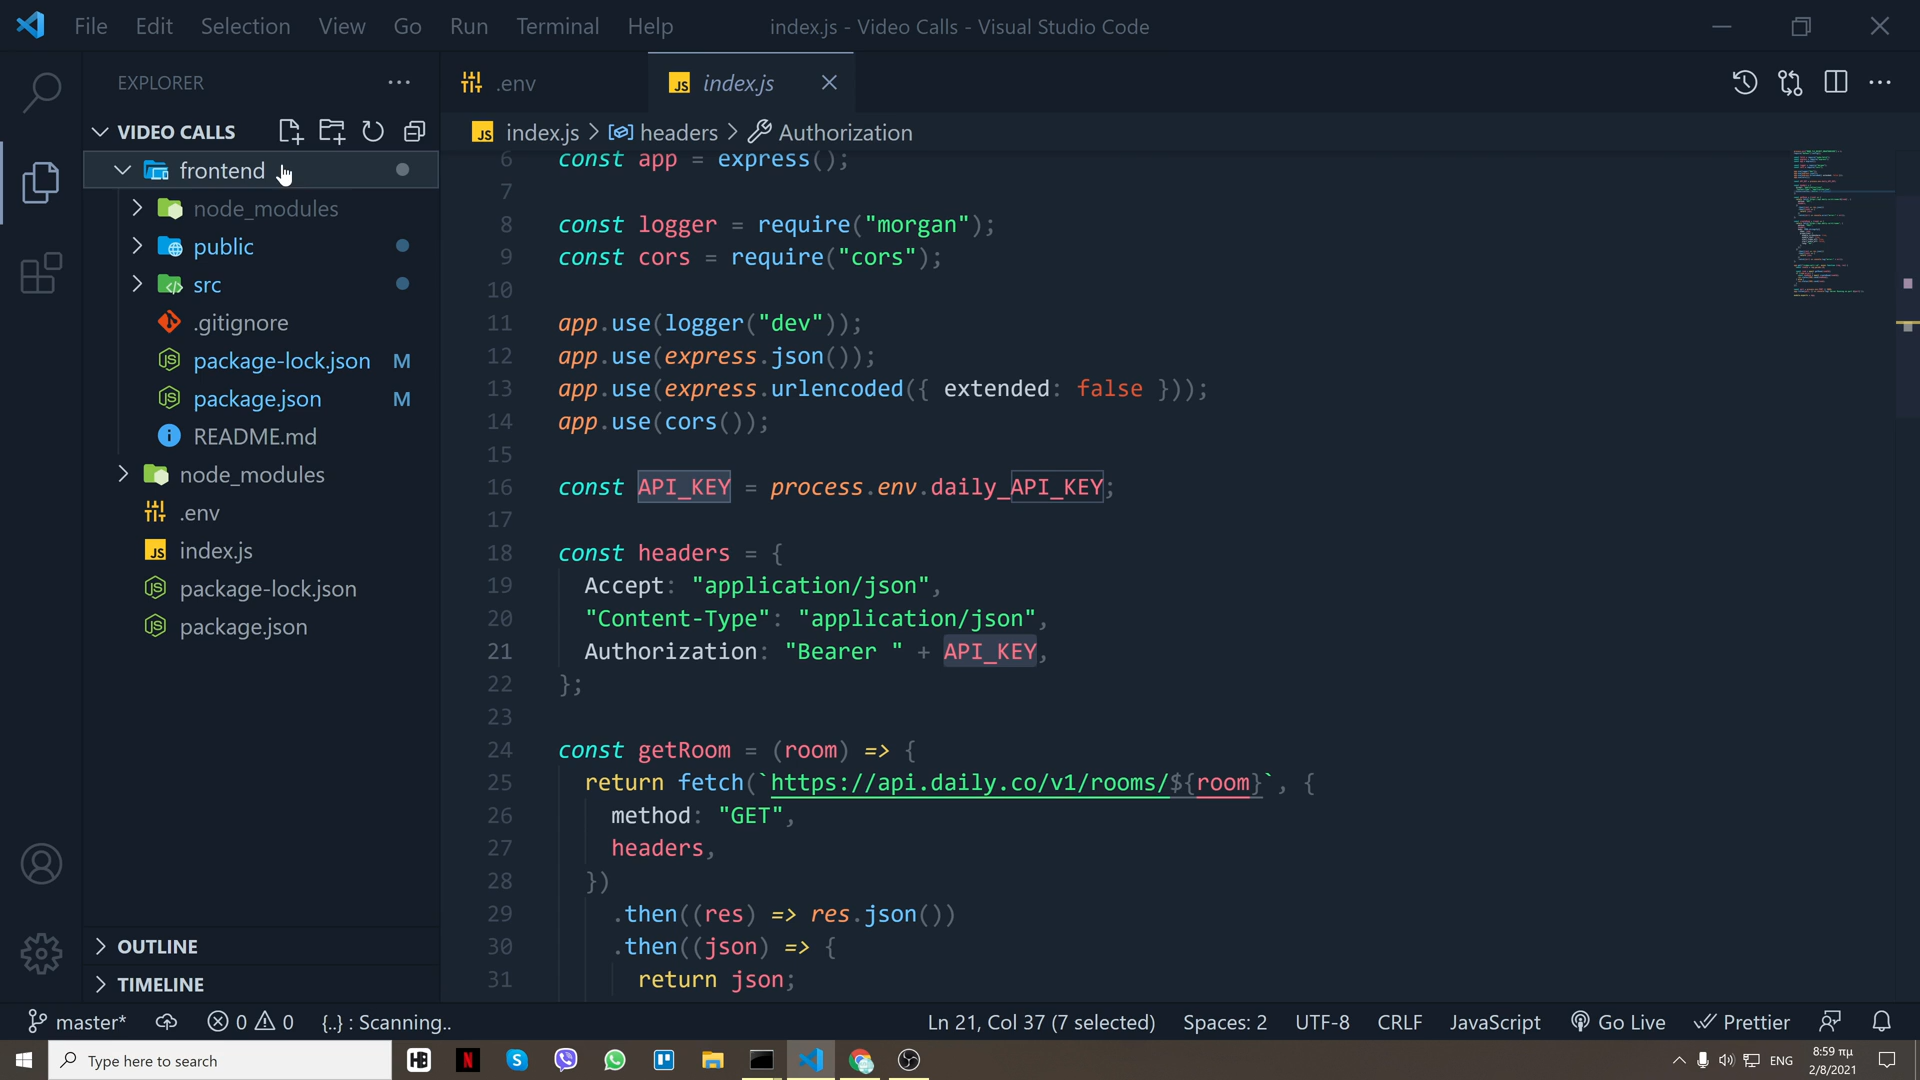 File Edit Selection View Go Run Terminal Help
index.js - Video Calls - Visual Studio Code
EXPLORER
VIDEO CALLS
frontend
node_modules
public
src
.gitignore
package-lock.json M
package.json M
README.md
node_modules
.env
index.js
package-lock.json
package.json
OUTLINE
TIMELINE
.env
JS index.js
JS index.js > headers > Authorization
6 const app = express();
7
8 const logger = require("morgan");
9 const cors = require("cors");
10
11 app.use(logger("dev"));
12 app.use(express.json());
13 app.use(express.urlencoded({ extended: false }));
14 app.use(cors());
15
16 const API_KEY = process.env.daily_API_KEY;
17
18 const headers = {
19 Accept: "application/json",
20 "Content-Type": "application/json",
21 Authorization: "Bearer " + API_KEY,
22 };
23
24 const getRoom = (room) => {
25 return fetch(`https://api.daily.co/v1/rooms/${room}`, {
26 method: "GET",
27 headers,
28 })
29 .then((res) => res.json())
30 .then((json) => {
31 return json;
master* 0 0 {..} : Scanning.. Ln 21, Col 37 (7 selected) Spaces: 2 UTF-8 CRLF JavaScript Go Live Prettier
Type here to search
ENG
8:59 πμ
2/8/2021